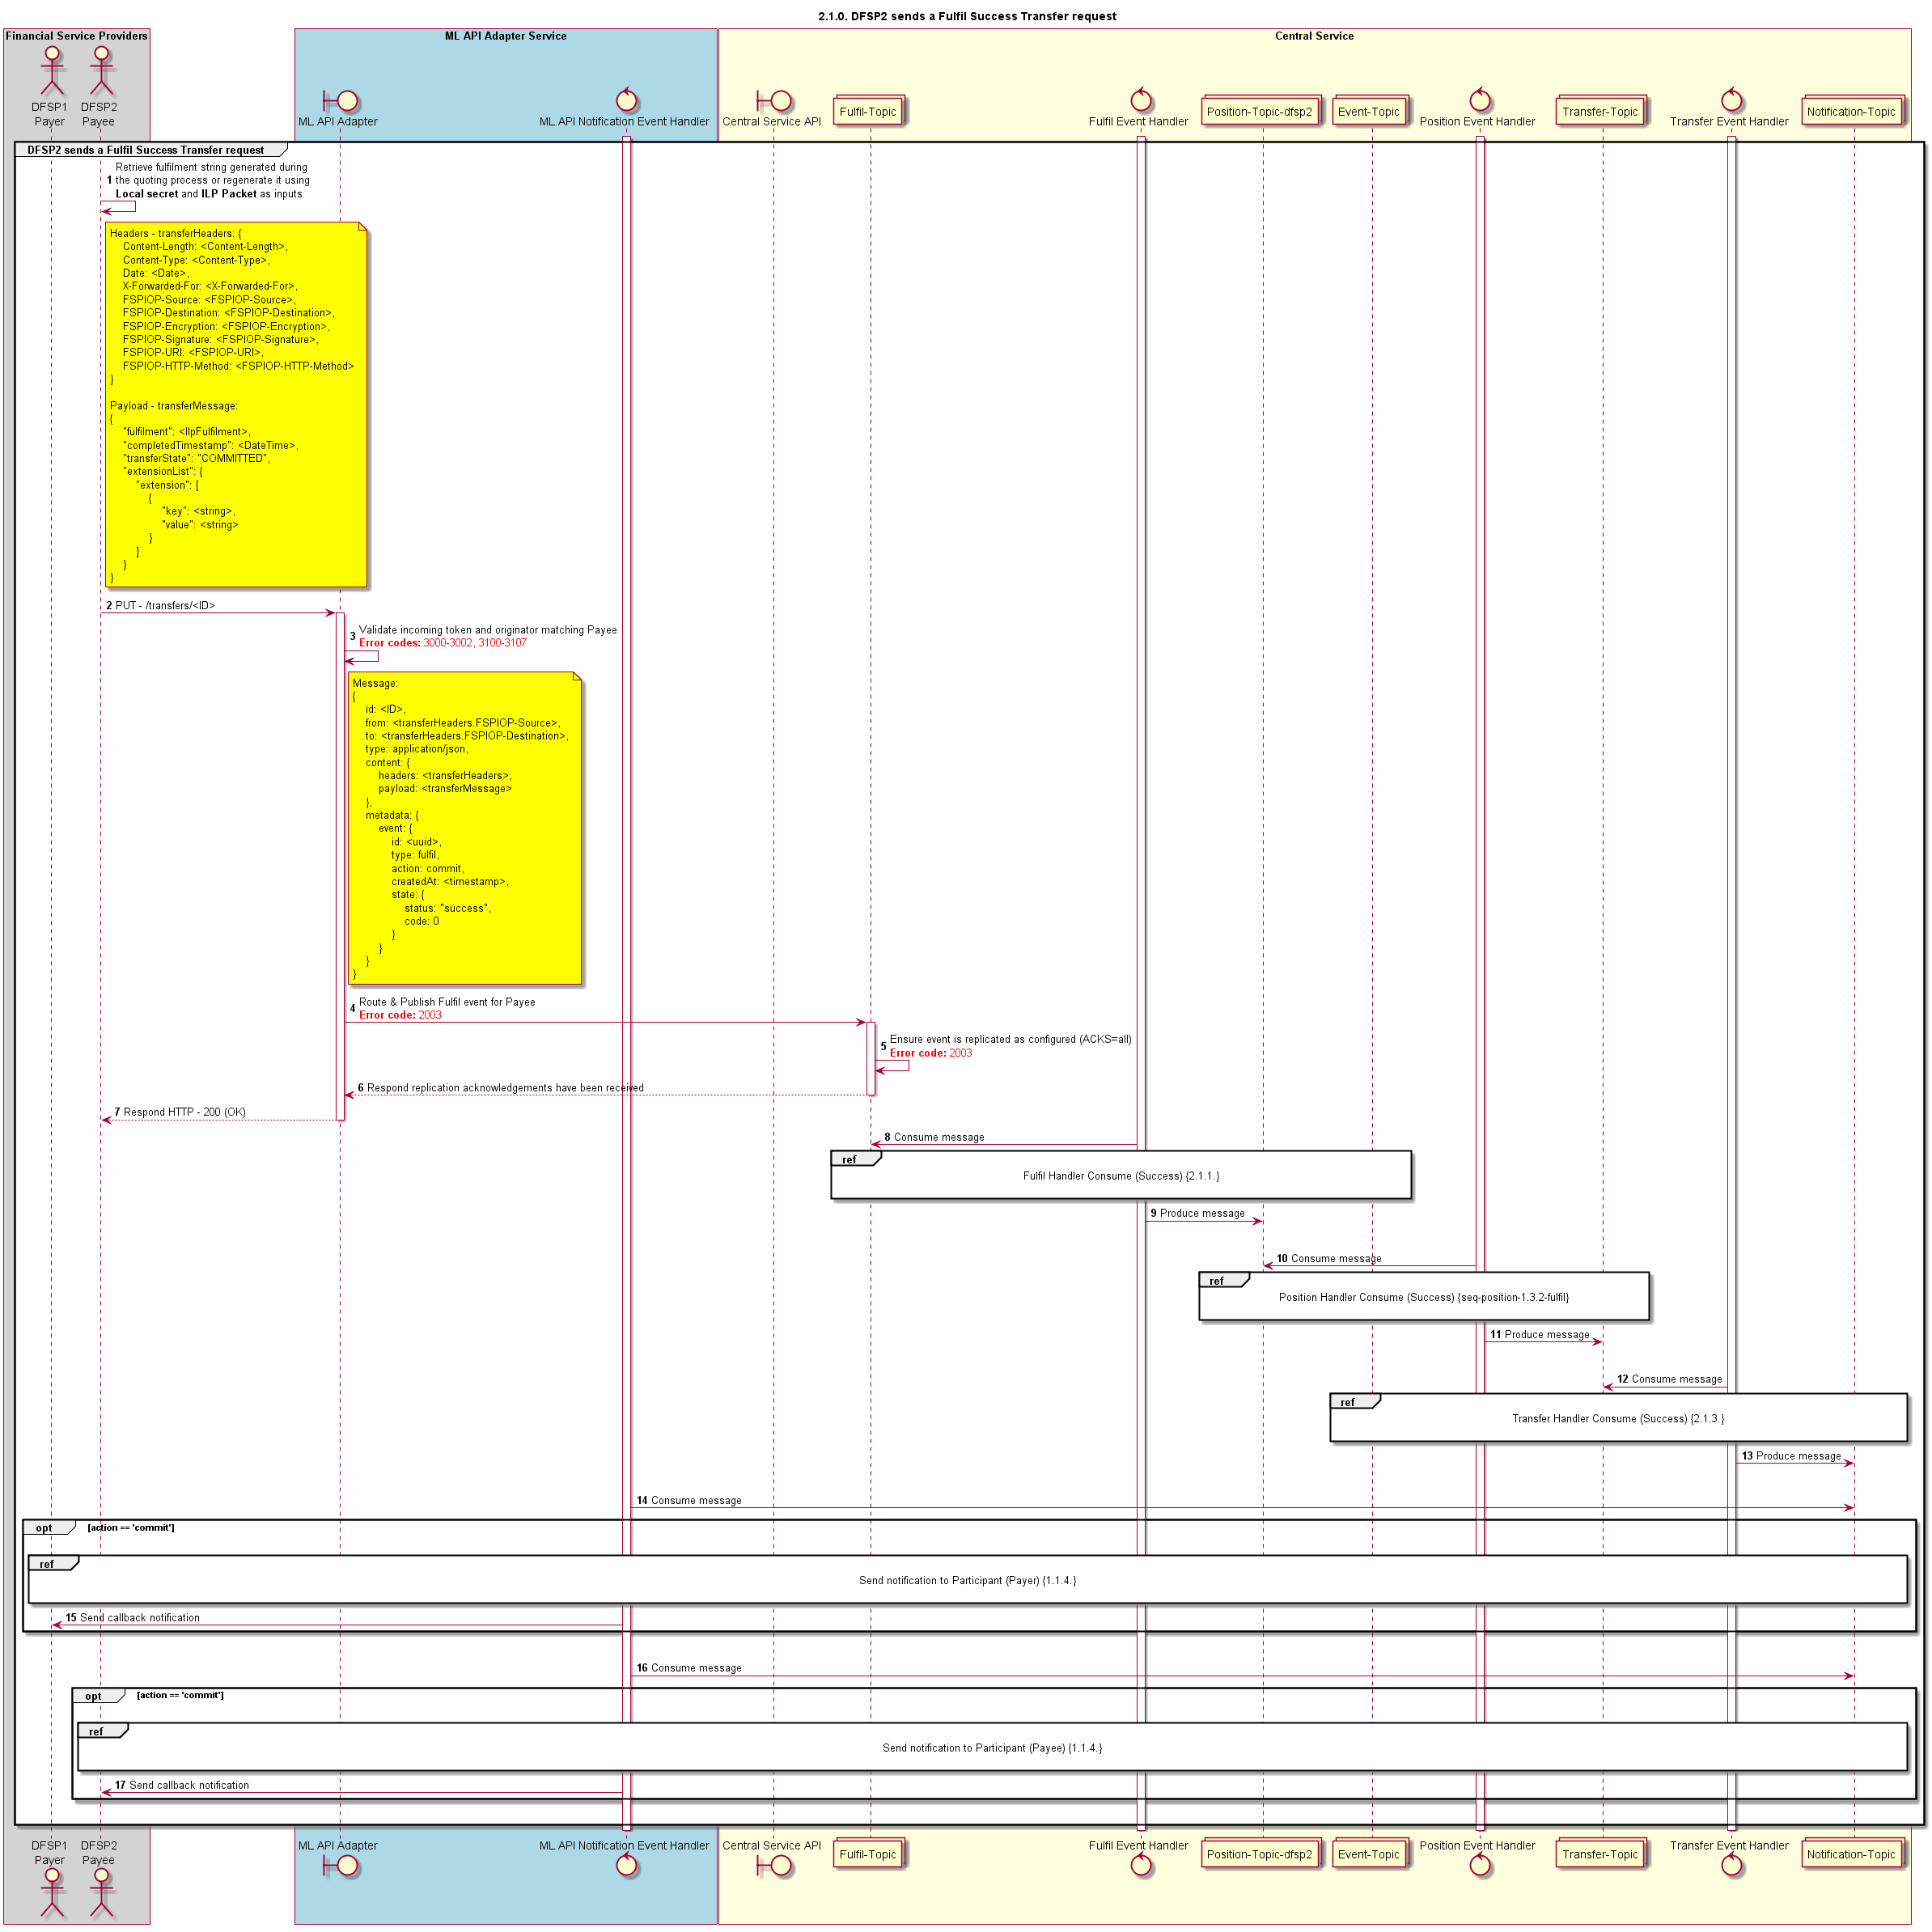 2.1.0. DFSP2 sends a Fulfil Success Transfer request
Financial Service Providers
ML API Adapter Service
Central Service
DFSP1
Payer
DFSP2
Payee
ML API Adapter
ML API Notification Event Handler
Central Service API
Fulfil-Topic
Fulfil Event Handler
Position-Topic-dfsp2
Event-Topic
Position Event Handler
Transfer-Topic
Transfer Event Handler
Notification-Topic
DFSP2 sends a Fulfil Success Transfer request
Retrieve fulfilment string generated during
1 the quoting process or regenerate it using
Local secret and ILP Packet as inputs
Headers - transferHeaders: {
Content-Length: <Content-Length>,
Content-Type: <Content-Type>,
Date: <Date>,
X-Forwarded-For: <X-Forwarded-For>,
FSPIOP-Source: <FSPIOP-Source>,
FSPIOP-Destination: <FSPIOP-Destination>,
FSPIOP-Encryption: <FSPIOP-Encryption>,
FSPIOP-Signature: <FSPIOP-Signature>,
FSPIOP-URI: <FSPIOP-URI>,
FSPIOP-HTTP-Method: <FSPIOP-HTTP-Method>
}
Payload - transferMessage:
{
"fulfilment": <IlpFulfilment>,
"completedTimestamp": <DateTime>,
"transferState": "COMMITTED",
"extensionList": {
"extension": [
{
"key": <string>,
"value": <string>
}
]
}
}
2 PUT - /transfers/<ID>
3 Validate incoming token and originator matching Payee
Error codes: 3000-3002, 3100-3107
Message:
{
id: <ID>,
from: <transferHeaders.FSPIOP-Source>,
to: <transferHeaders.FSPIOP-Destination>,
type: application/json,
content: {
headers: <transferHeaders>,
payload: <transferMessage>
},
metadata: {
event: {
id: <uuid>,
type: fulfil,
action: commit,
createdAt: <timestamp>,
state: {
status: "success",
code: 0
}
}
}
}
4 Route & Publish Fulfil event for Payee
Error code: 2003
5 Ensure event is replicated as configured (ACKS=all)
Error code: 2003
6 Respond replication acknowledgements have been received
7 Respond HTTP - 200 (OK)
8 Consume message
ref
Fulfil Handler Consume (Success) {2.1.1.}
9 Produce message
10 Consume message
ref
Position Handler Consume (Success) {seq-position-1.3.2-fulfil}
11 Produce message
12 Consume message
ref
Transfer Handler Consume (Success) {2.1.3.}
13 Produce message
14 Consume message
opt [action == 'commit']
ref
Send notification to Participant (Payer) {1.1.4.}
15 Send callback notification
16 Consume message
opt [action == 'commit']
ref
Send notification to Participant (Payee) {1.1.4.}
17 Send callback notification
DFSP1
Payer
DFSP2
Payee
ML API Adapter
ML API Notification Event Handler
Central Service API
Fulfil-Topic
Fulfil Event Handler
Position-Topic-dfsp2
Event-Topic
Position Event Handler
Transfer-Topic
Transfer Event Handler
Notification-Topic